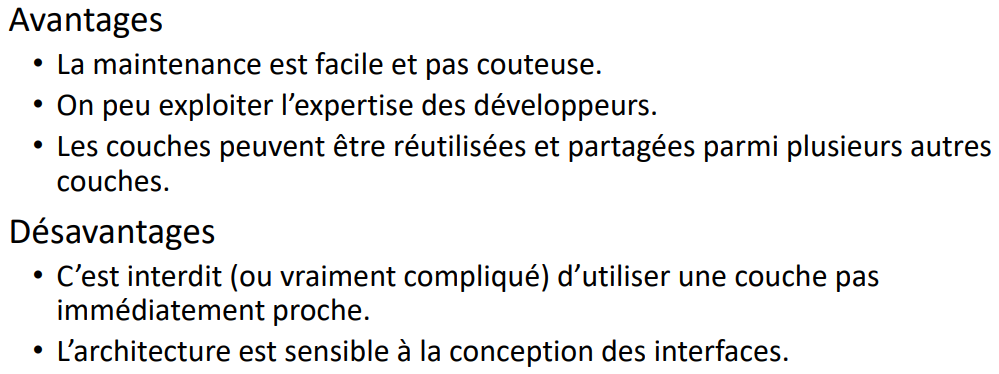 Avantages
• La maintenance est facile et pas couteuse.
• On peu exploiter l’expertise des développeurs.
• Les couches peuvent être réutilisées et partagées parmi plusieurs autres
couches.
Désavantages
• C’est interdit (ou vraiment compliqué) d’utiliser une couche pas
immédiatement proche.
• L’architecture est sensible à la conception des interfaces.